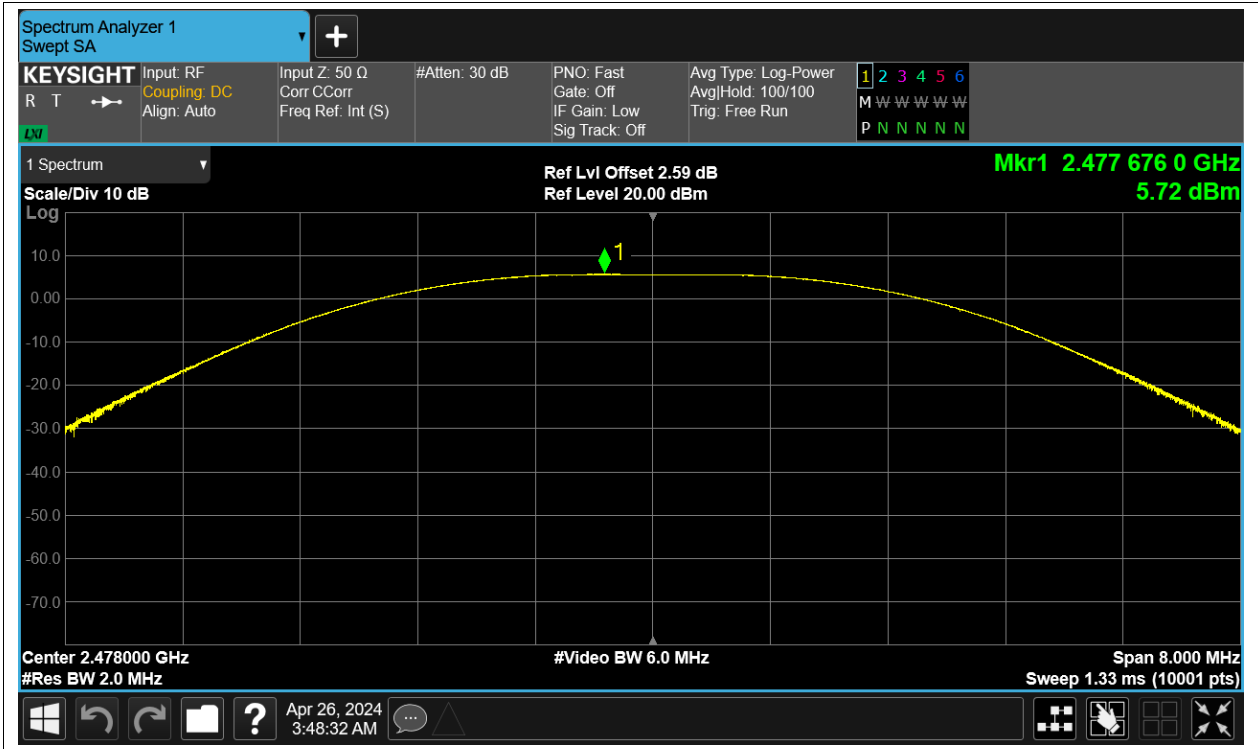 Spectrum Analyzer 1
Swept SA
+
KEYSIGHT
R T
LXI
Input: RF
Coupling: DC
Align: Auto
Input Z: 50 Ω
Corr CCorr
Freq Ref: Int (S)
#Atten: 30 dB
PNO: Fast
Gate: Off
IF Gain: Low
Sig Track: Off
Avg Type: Log-Power
Avg|Hold: 100/100
Trig: Free Run
1 2 3 4 5 6
M W W W W W W
P N N N N N N
1 Spectrum
Scale/Div 10 dB
Log
Ref Lvl Offset 2.59 dB
Ref Level 20.00 dBm
Mkr1 2.477 676 0 GHz
5.72 dBm
1
10.0
0.00
-10.0
-20.0
-30.0
-40.0
-50.0
-60.0
-70.0
Center 2.478000 GHz
#Res BW 2.0 MHz
#Video BW 6.0 MHz
Span 8.000 MHz
Sweep 1.33 ms (10001 pts)
?
Apr 26, 2024
3:48:32 AM